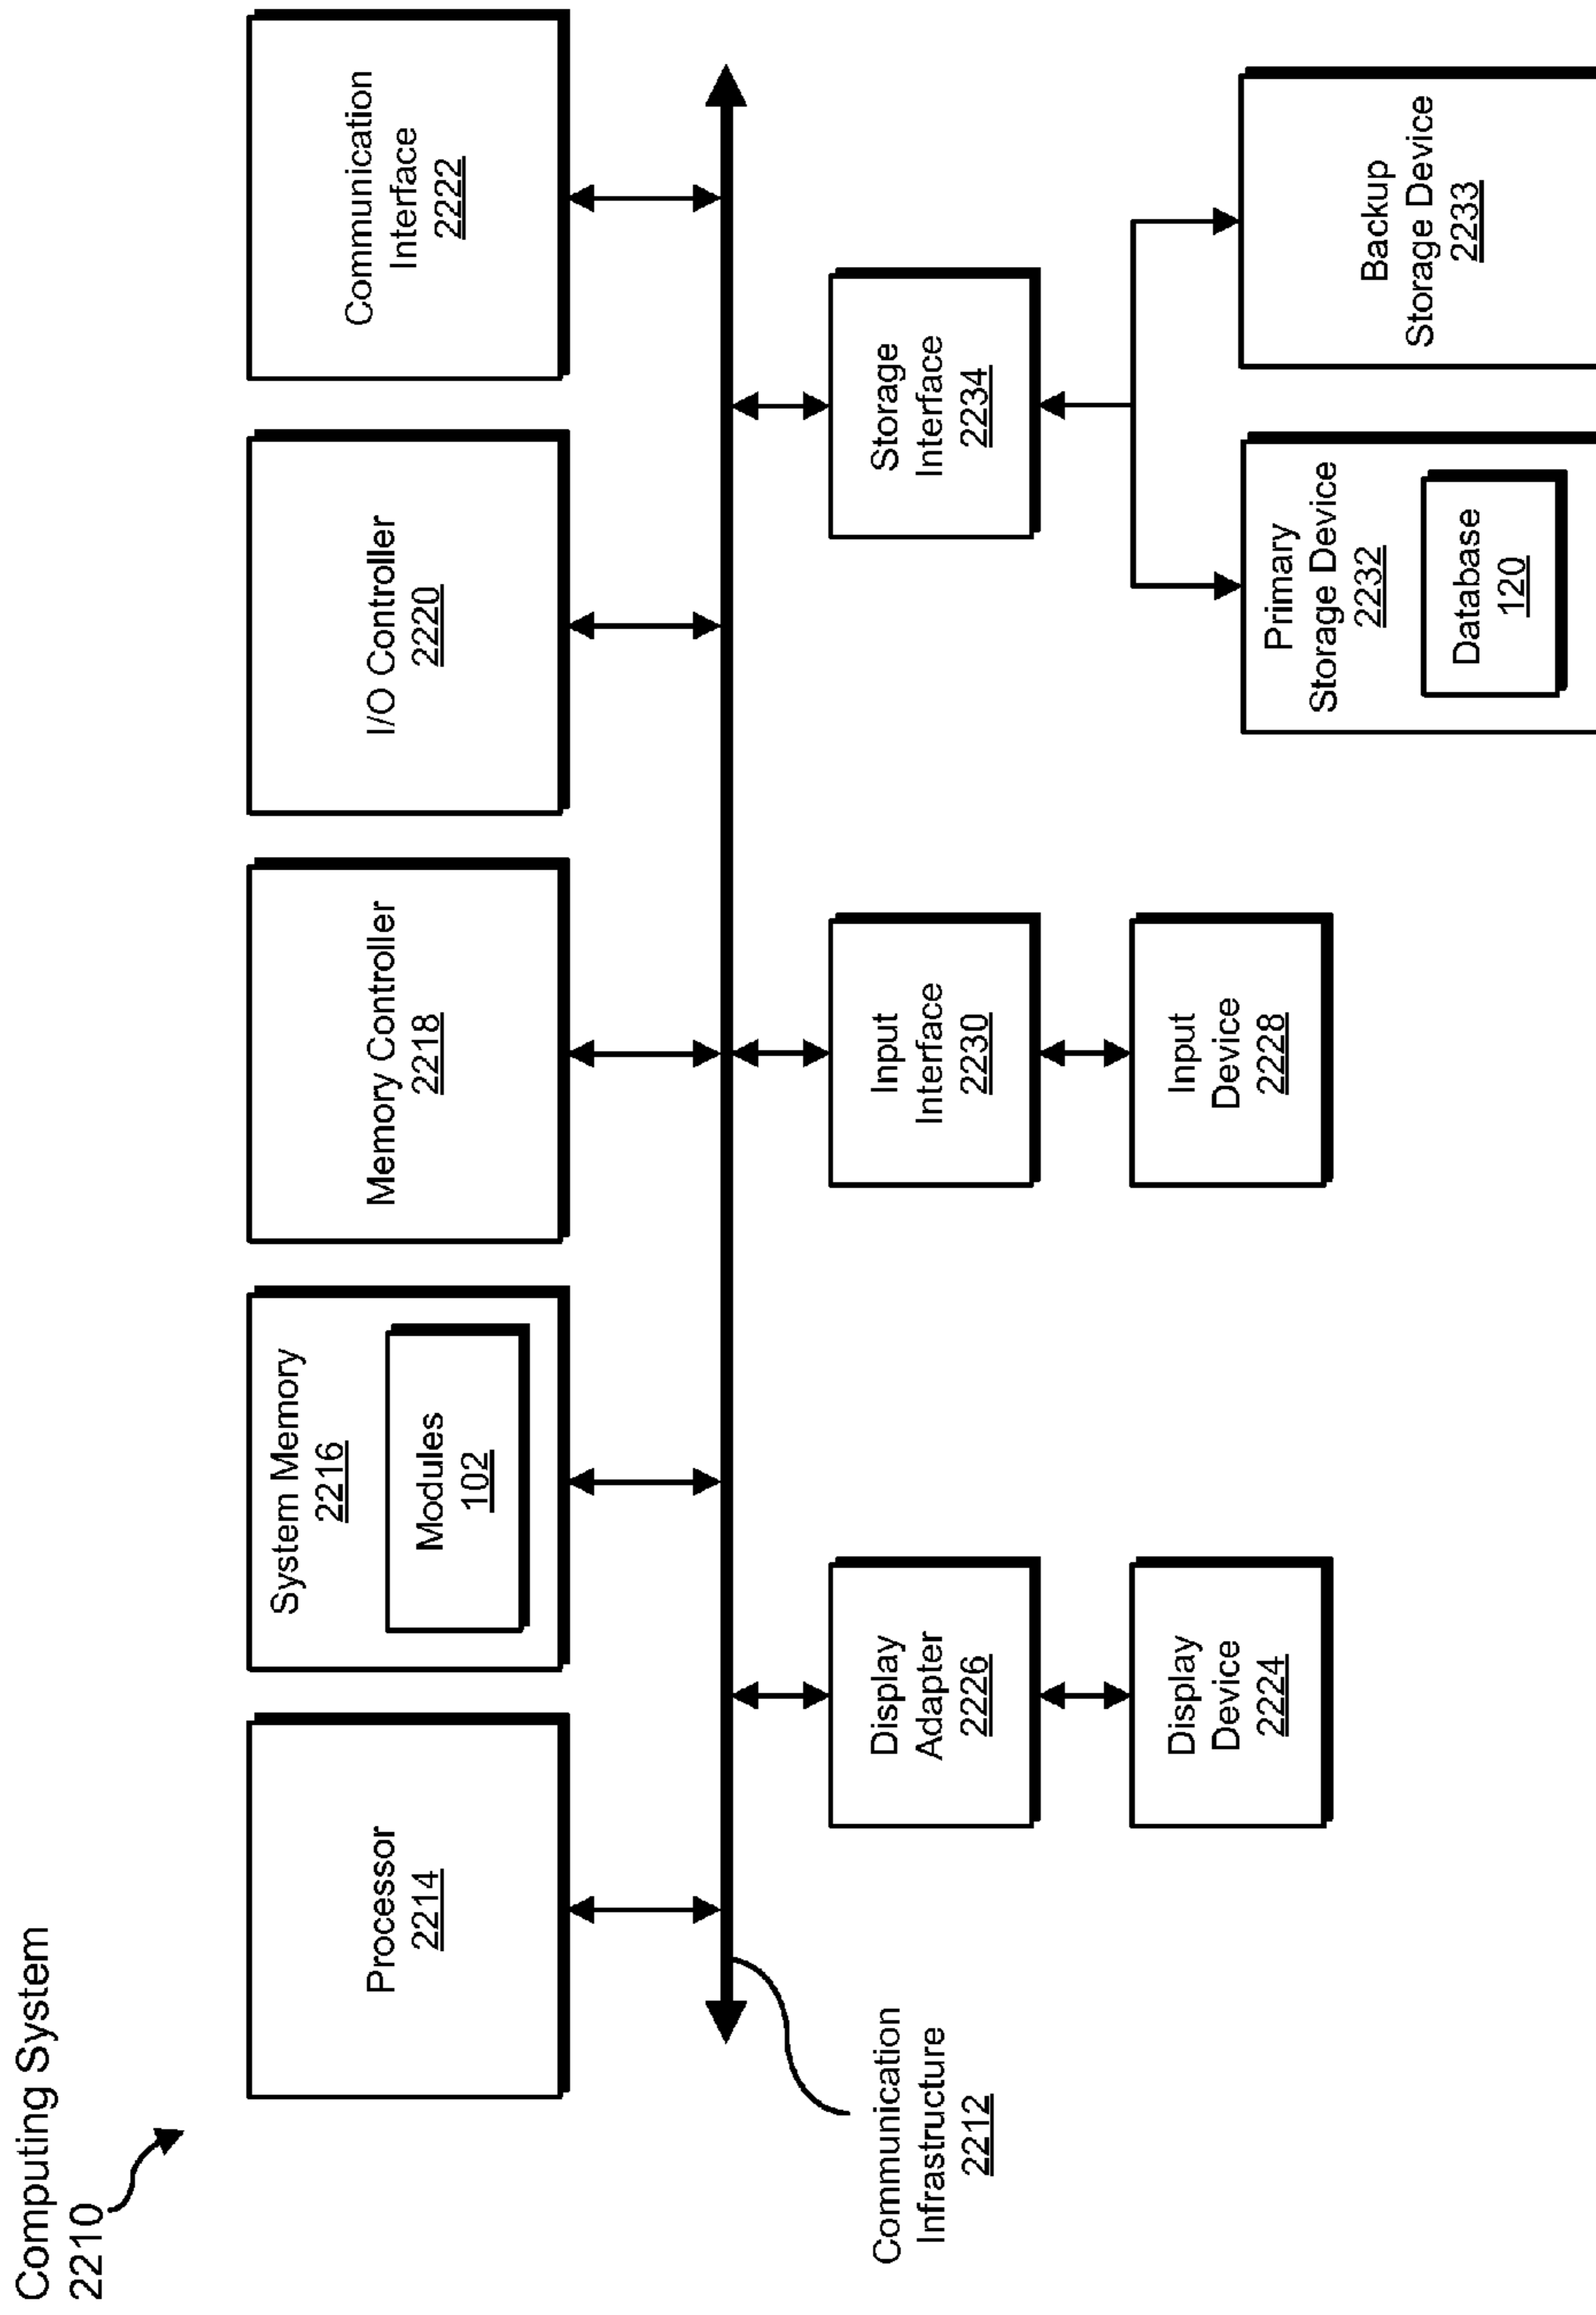 Computing System
2210
Processor
2214
System Memory
2216
Modules
102
Memory Controller
2218
I/O Controller
2220
Communication
Interface
2222
Communication
Infrastructure
2212
Display
Adapter
2226
Input
Interface
2230
Storage
Interface
2234
Display
Device
2224
Input
Device
2228
Primary
Storage Device
2232
Database
120
Backup
Storage Device
2233